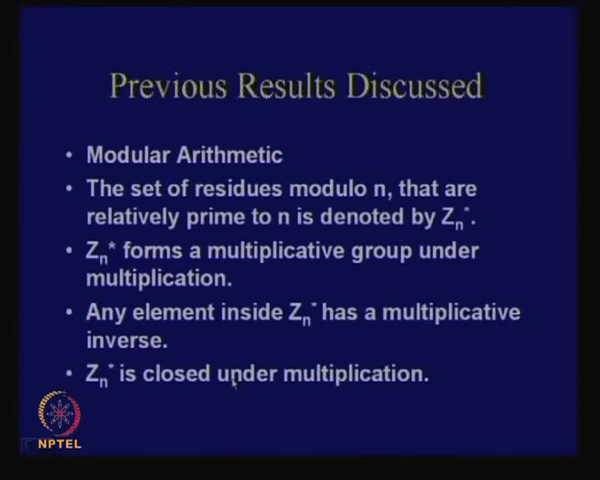 Previous Results Discussed
• Modular Arithmetic
• The set of residues modulo n, that are
relatively prime to n is denoted by Zn*.
• Zn* forms a multiplicative group under
multiplication.
• Any element inside Zn* has a multiplicative
inverse.
• Zn* is closed under multiplication.
NPTEL